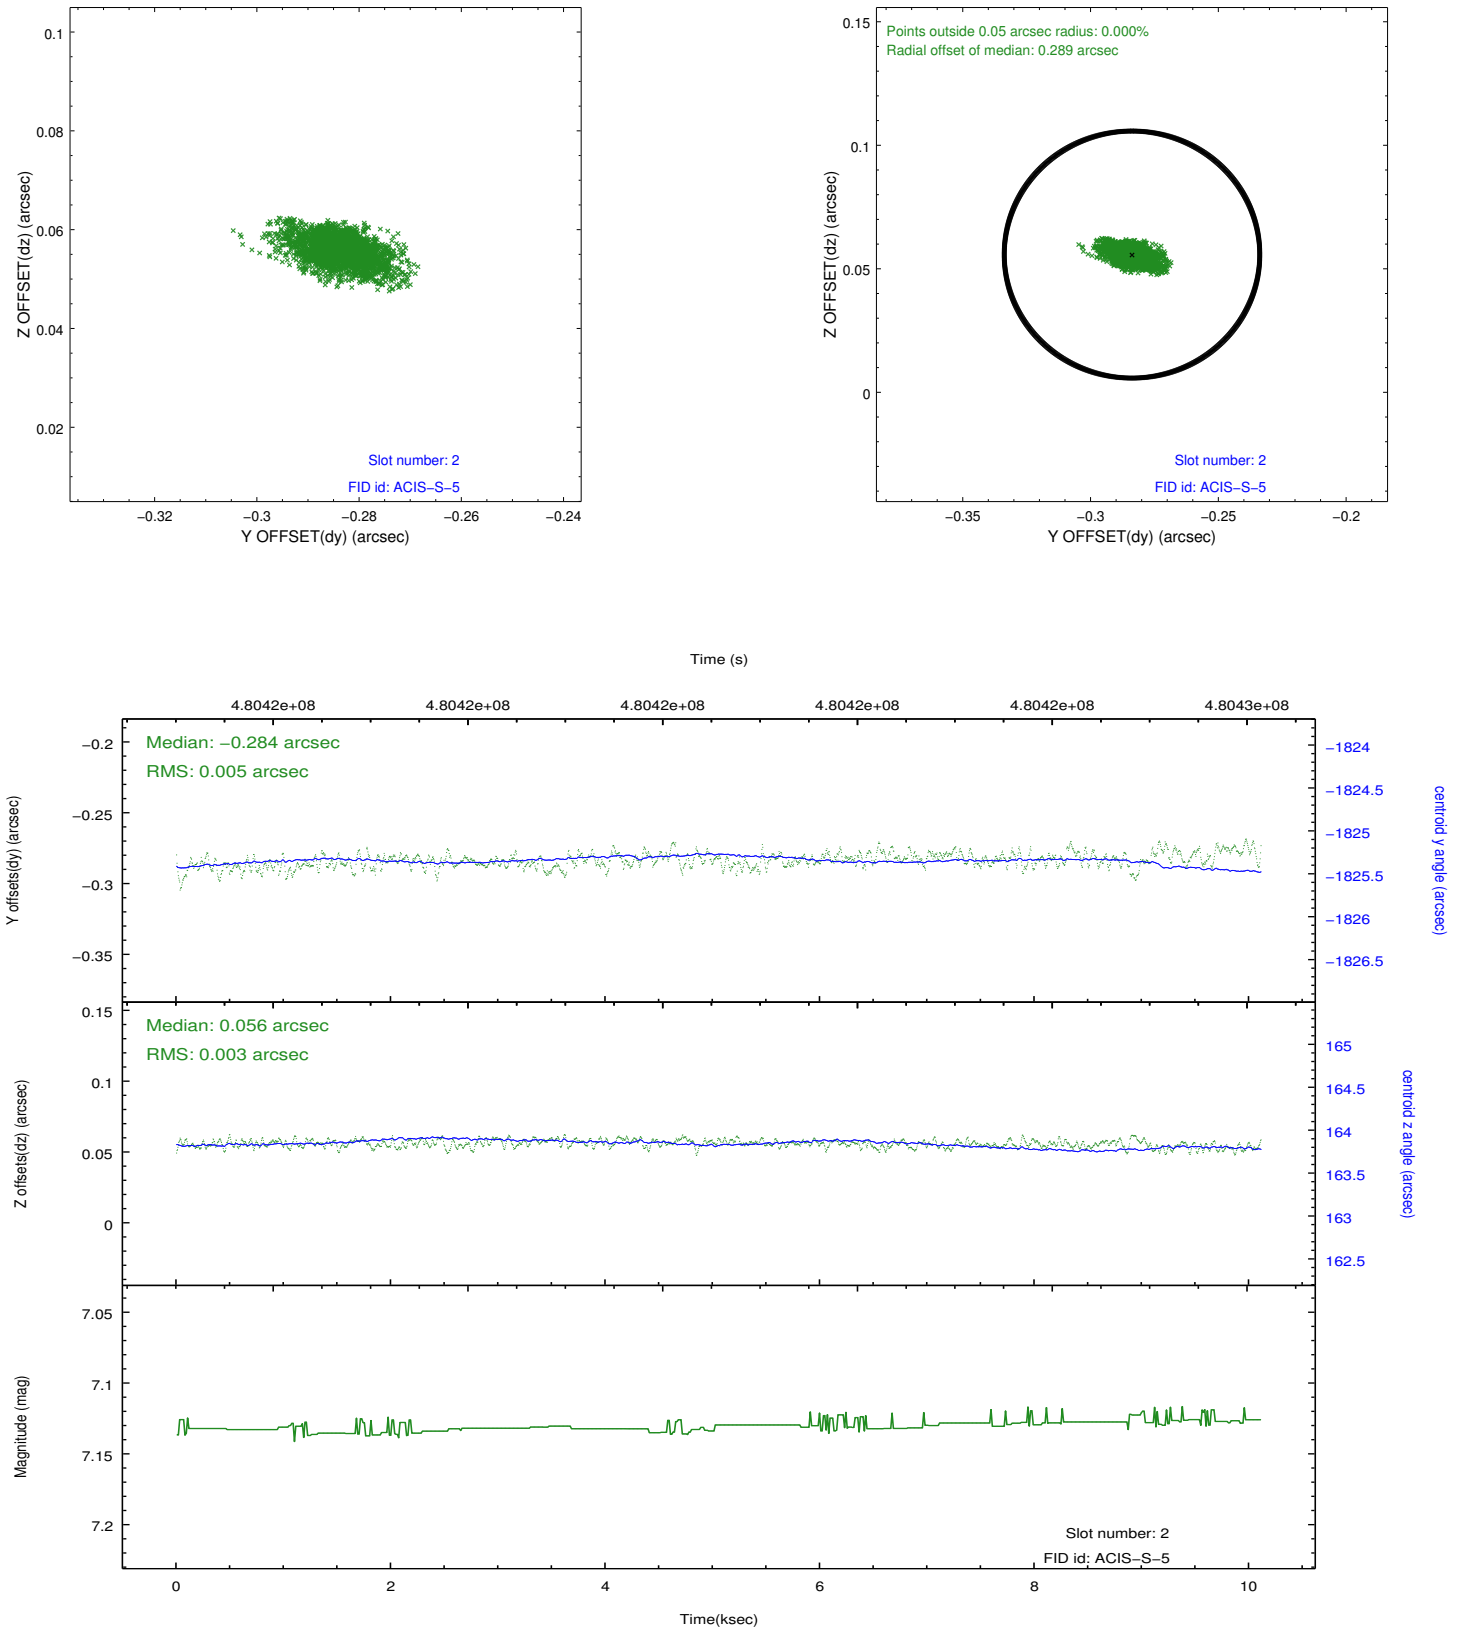 0.1
0.08
0.06
0.04
0.02
Z OFFSET(dz) (arcsec)
Slot number: 2
FID id: ACIS−S−5
−0.32
−0.3
−0.28
−0.26
−0.24
Y OFFSET(dy) (arcsec)
0.15
0.1
0.05
0
Z OFFSET(dz) (arcsec)
Points outside 0.05 arcsec radius: 0.000%
Radial offset of median: 0.289 arcsec
Slot number: 2
FID id: ACIS−S−5
−0.35
−0.3
−0.25
−0.2
Y OFFSET(dy) (arcsec)
Time (s)
4.8042e+08
4.8042e+08
4.8042e+08
4.8042e+08
4.8042e+08
4.8043e+08
Median: −0.284 arcsec
RMS: 0.005 arcsec
−0.2
−0.25
−0.3
−0.35
Y offsets(dy) (arcsec)
−1824
−1824.5
−1825
−1825.5
−1826
−1826.5
centroid y angle (arcsec)
Median: 0.056 arcsec
RMS: 0.003 arcsec
0.15
0.1
0.05
0
Z offsets(dz) (arcsec)
165
164.5
164
163.5
163
162.5
centroid z angle (arcsec)
7.05
7.1
7.15
7.2
Magnitude (mag)
Slot number: 2
FID id: ACIS−S−5
0
2
4
6
8
10
Time(ksec)